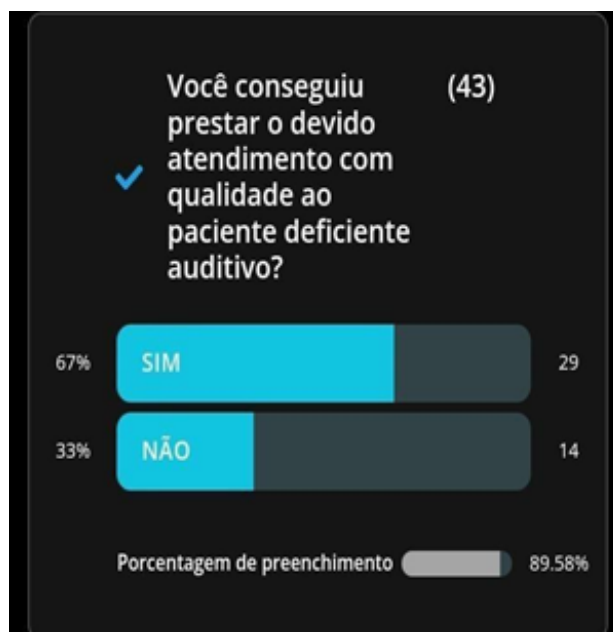 Você conseguiu (43)
prestar o devido
atendimento com
qualidade ao
paciente deficiente
auditivo?
67% SIM 29
33% NÃO 14
Porcentagem de preenchimento 89.58%